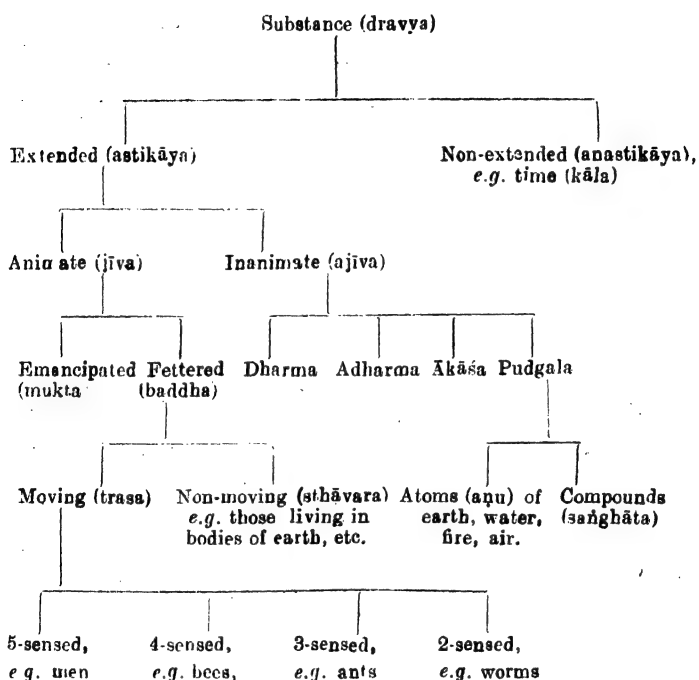 Substance (dravya)
Extended (astikāya)
Non-extended (anastikāya),
e.g. time (kāla)
Animate (jīva)
Inanimate (ajīva)
Emancipated
(mukta
Fettered
(baddha)
Dharma
Adharma
Ākāśa
Pudgala
Moving (trasa)
Non-moving (sthāvara)
e.g. those living in
bodies of earth, etc.
Atoms (aṇu) of
earth, water,
fire, air.
Compounds
(saṅghāta)
5-sensed,
e g. men
4-sensed,
e.g. bees,
3-sensed,
e.g. ants
2-sensed,
e.g. worms